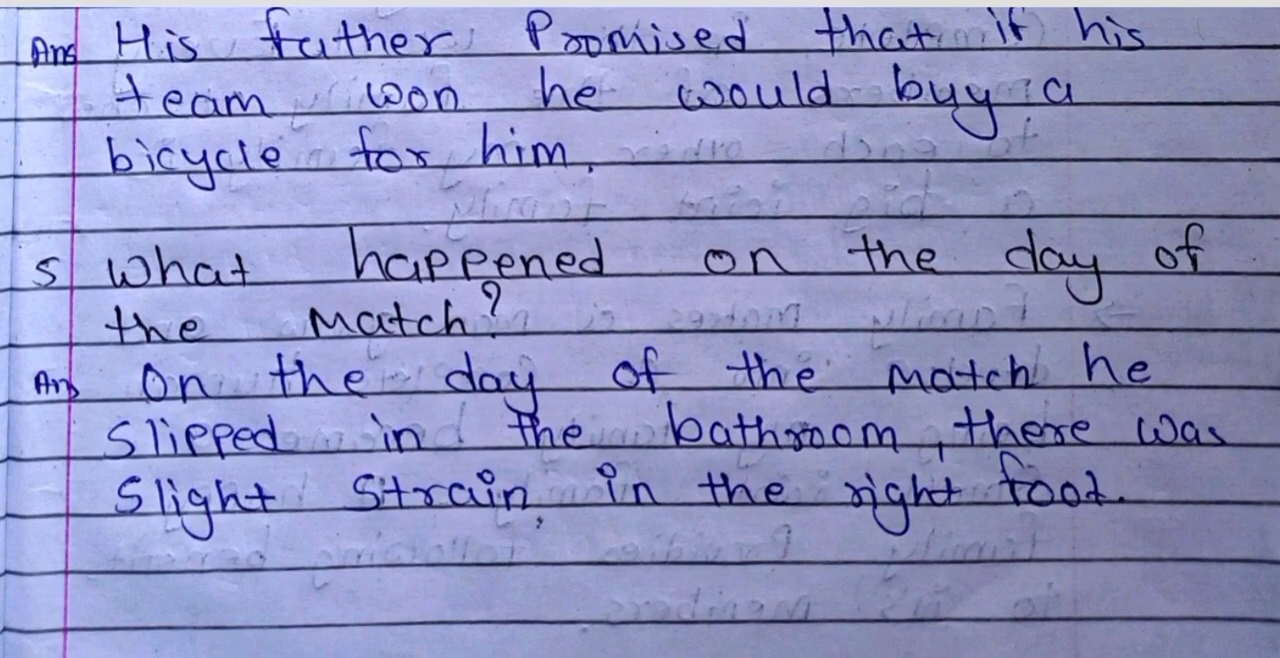 Ans His father Promised that if his
team won he would buy a
bicycle for him.
5 What happened on the day of
the Match?
Ans On the day of the Match he
Slipped in the bathroom, there was
Slight Strain, in the right foot.